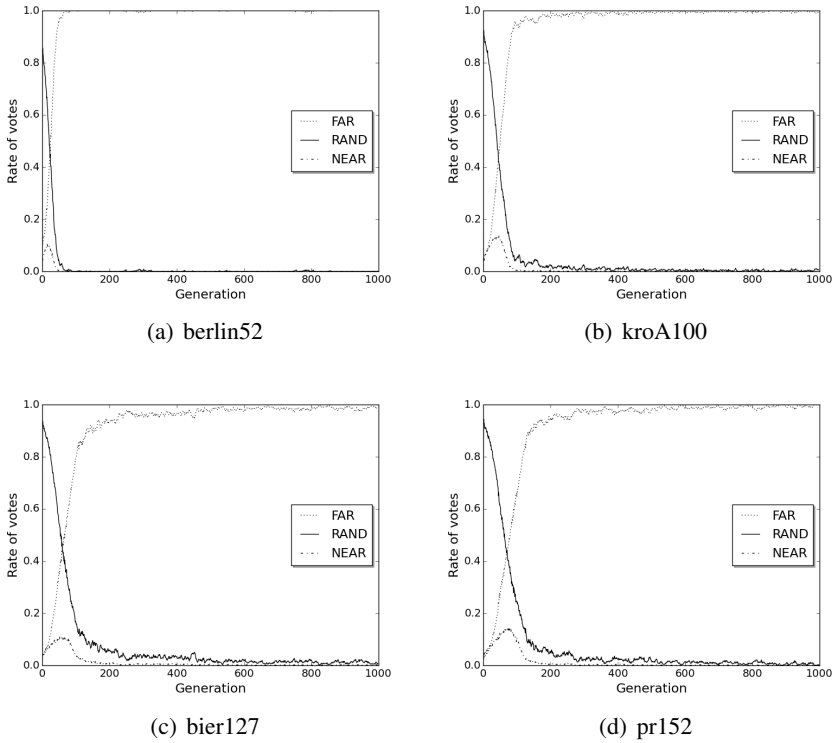 1.0
0.8
0.6
0.4
0.2
0.0
Rate of votes
FAR
RAND
NEAR
0
200
400
600
800
1000
Generation
(a) berlin52
1.0
0.8
0.6
0.4
0.2
0.0
Rate of votes
FAR
RAND
NEAR
0
200
400
600
800
1000
Generation
(b) kroA100
1.0
0.8
0.6
0.4
0.2
0.0
Rate of votes
FAR
RAND
NEAR
0
200
400
600
800
1000
Generation
(c) bier127
1.0
0.8
0.6
0.4
0.2
0.0
Rate of votes
FAR
RAND
NEAR
0
200
400
600
800
1000
Generation
(d) pr152